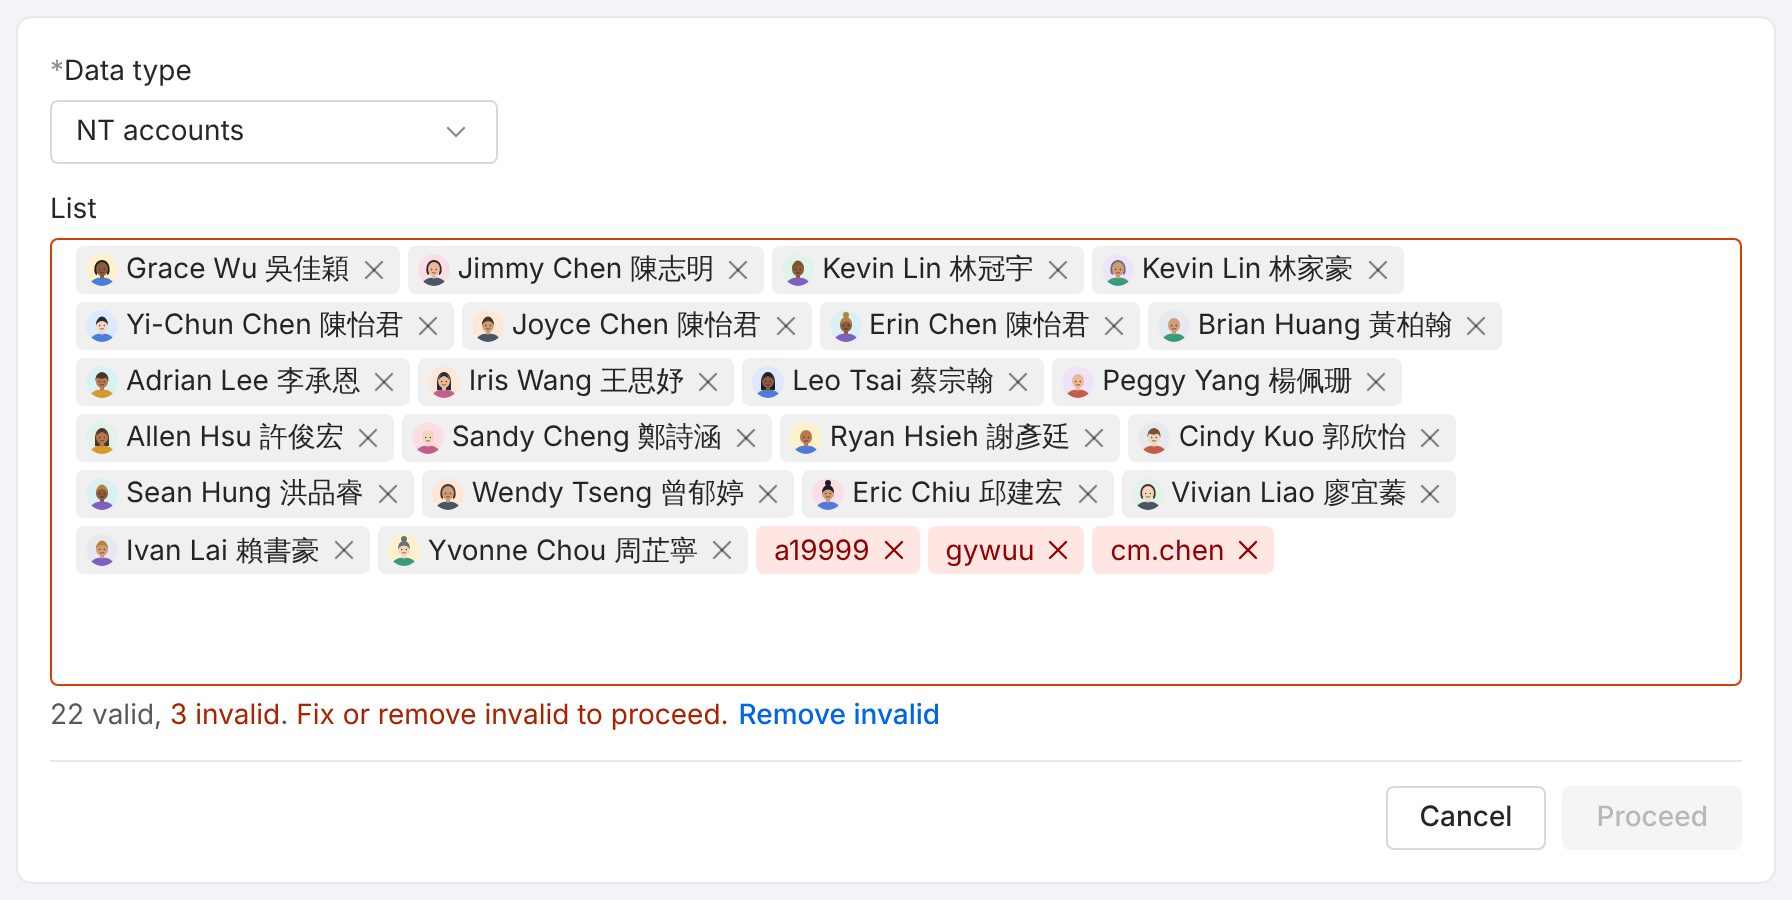 *Data type
NT accounts
List
Grace Wu 吳佳穎 Jimmy Chen 陳志明 Kevin Lin 林冠宇 Kevin Lin 林家豪
Yi-Chun Chen 陳怡君 Joyce Chen 陳怡君 Erin Chen 陳怡君 Brian Huang 黃柏翰
Adrian Lee 李承恩 Iris Wang 王思妤 Leo Tsai 蔡宗翰 Peggy Yang 楊佩珊
Allen Hsu 許俊宏 Sandy Cheng 鄭詩涵 Ryan Hsieh 謝彥廷 Cindy Kuo 郭欣怡
Sean Hung 洪品睿 Wendy Tseng 曾郁婷 Eric Chiu 邱建宏 Vivian Liao 廖宜蓁
Ivan Lai 賴書豪 Yvonne Chou 周芷寧 a19999 gywuu cm.chen
22 valid, 3 invalid. Fix or remove invalid to proceed. Remove invalid
Cancel Proceed